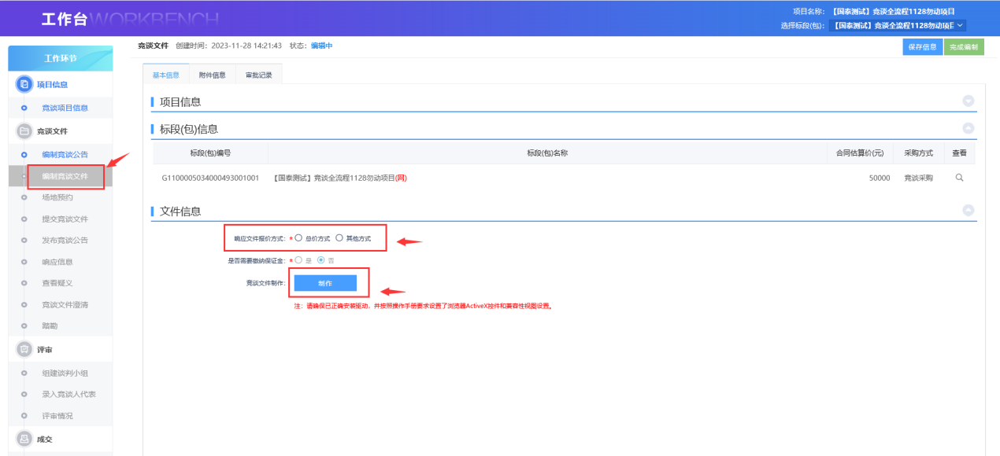 工作台WORKBENCH
项目名称: 【国泰测试】竞谈全流程1128勿动项目
选择标段(包): 【国泰测试】竞谈全流程1128勿动项目
竞谈文件 创建时间: 2023-11-28 14:21:43 状态: 编辑中
保存信息 完成编制
工作环节
项目信息
竞谈项目信息
竞谈文件
编制竞谈公告
编制竞谈文件
场地预约
提交竞谈文件
发布竞谈公告
响应信息
查看疑义
竞谈文件澄清
踏勘
评审
组建谈判小组
录入竞谈人代表
评审情况
成交
基本信息 附件信息 审批记录
项目信息
标段(包)信息
标段(包)编号 标段(包)名称 合同估算价(元) 采购方式 查看
G1100005034000493001001 【国泰测试】竞谈全流程1128勿动项目(网) 50000 竞谈采购
文件信息
响应文件报价方式: * 总价方式 其他方式
是否需要缴纳保证金: * 是 否
竞谈文件制作: 制作
注: 请确保已正确安装驱动, 并按照操作手册要求设置了浏览器ActiveX控件和兼容性视图设置。